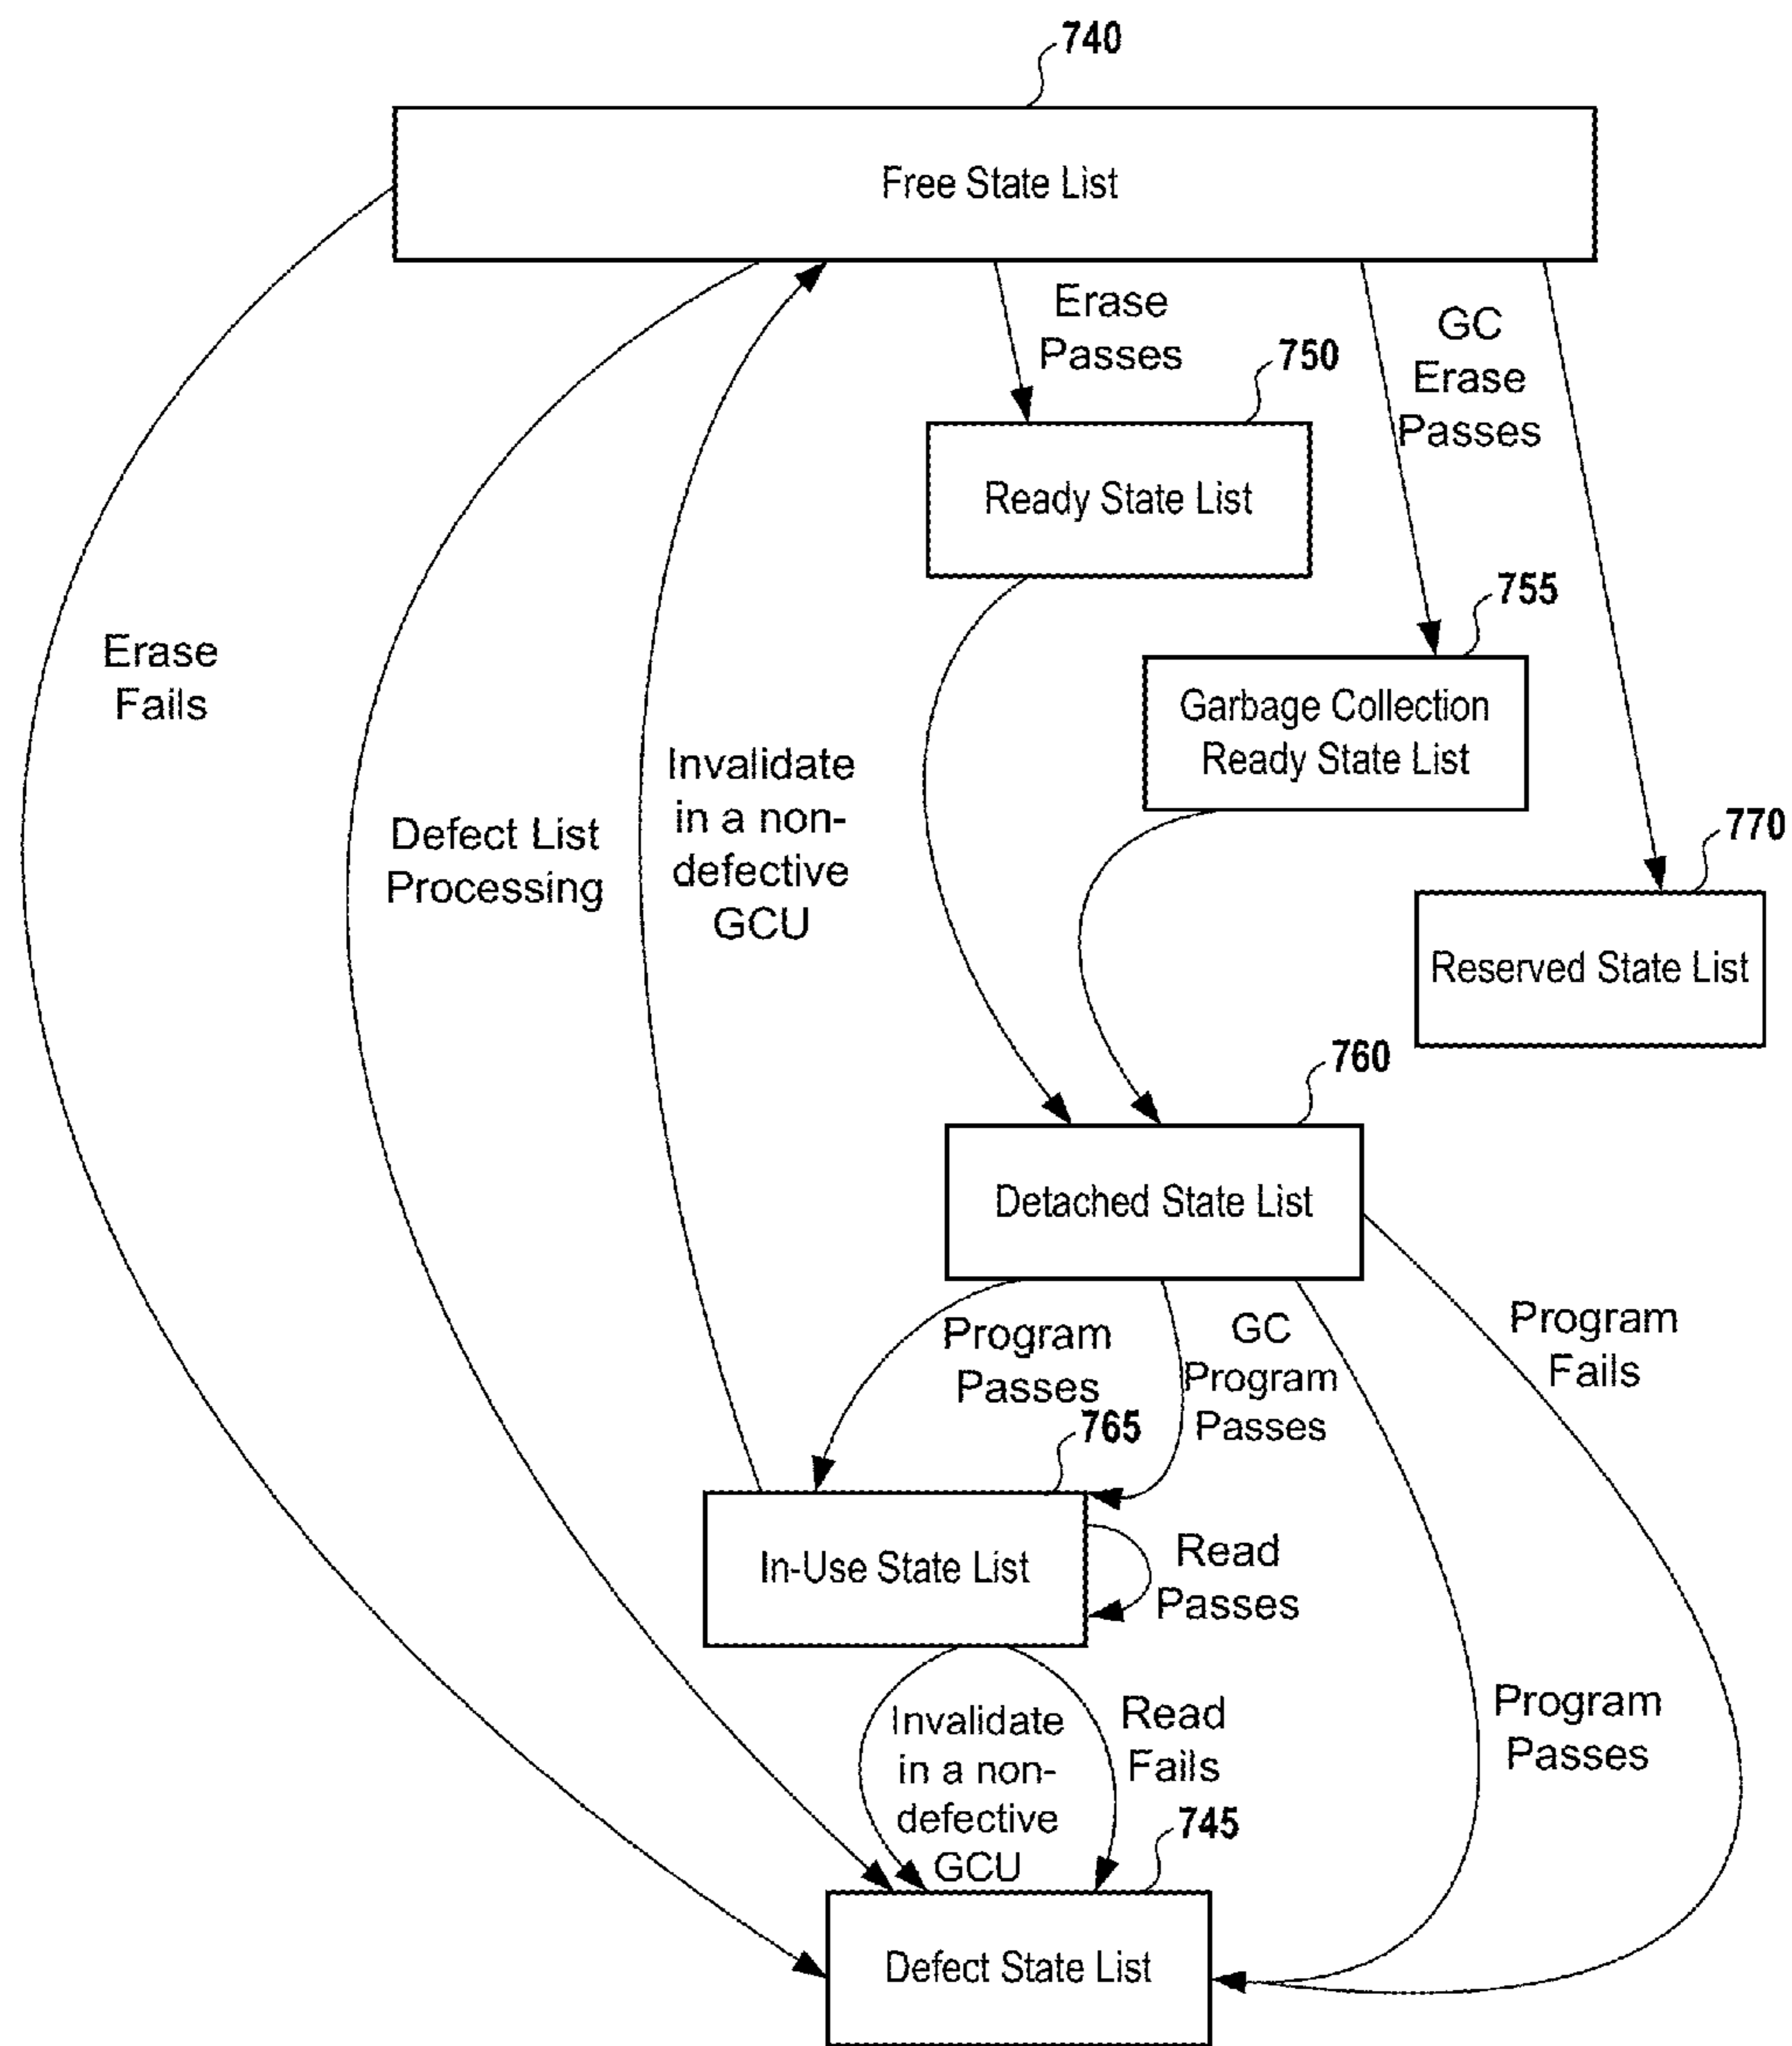 740
Free State List
Erase
Passes
750
GC
Erase
Passes
Ready State List
755
Erase
Fails
Garbage Collection
Ready State List
Invalidate
in a non-
defective
GCU
Defect List
Processing
770
Reserved State List
760
Detached State List
Program
Passes
GC
Program
Passes
Program
Fails
765
In-Use State List
Read
Passes
Invalidate
in a non-
defective
GCU
Read
Fails
Program
Passes
745
Defect State List